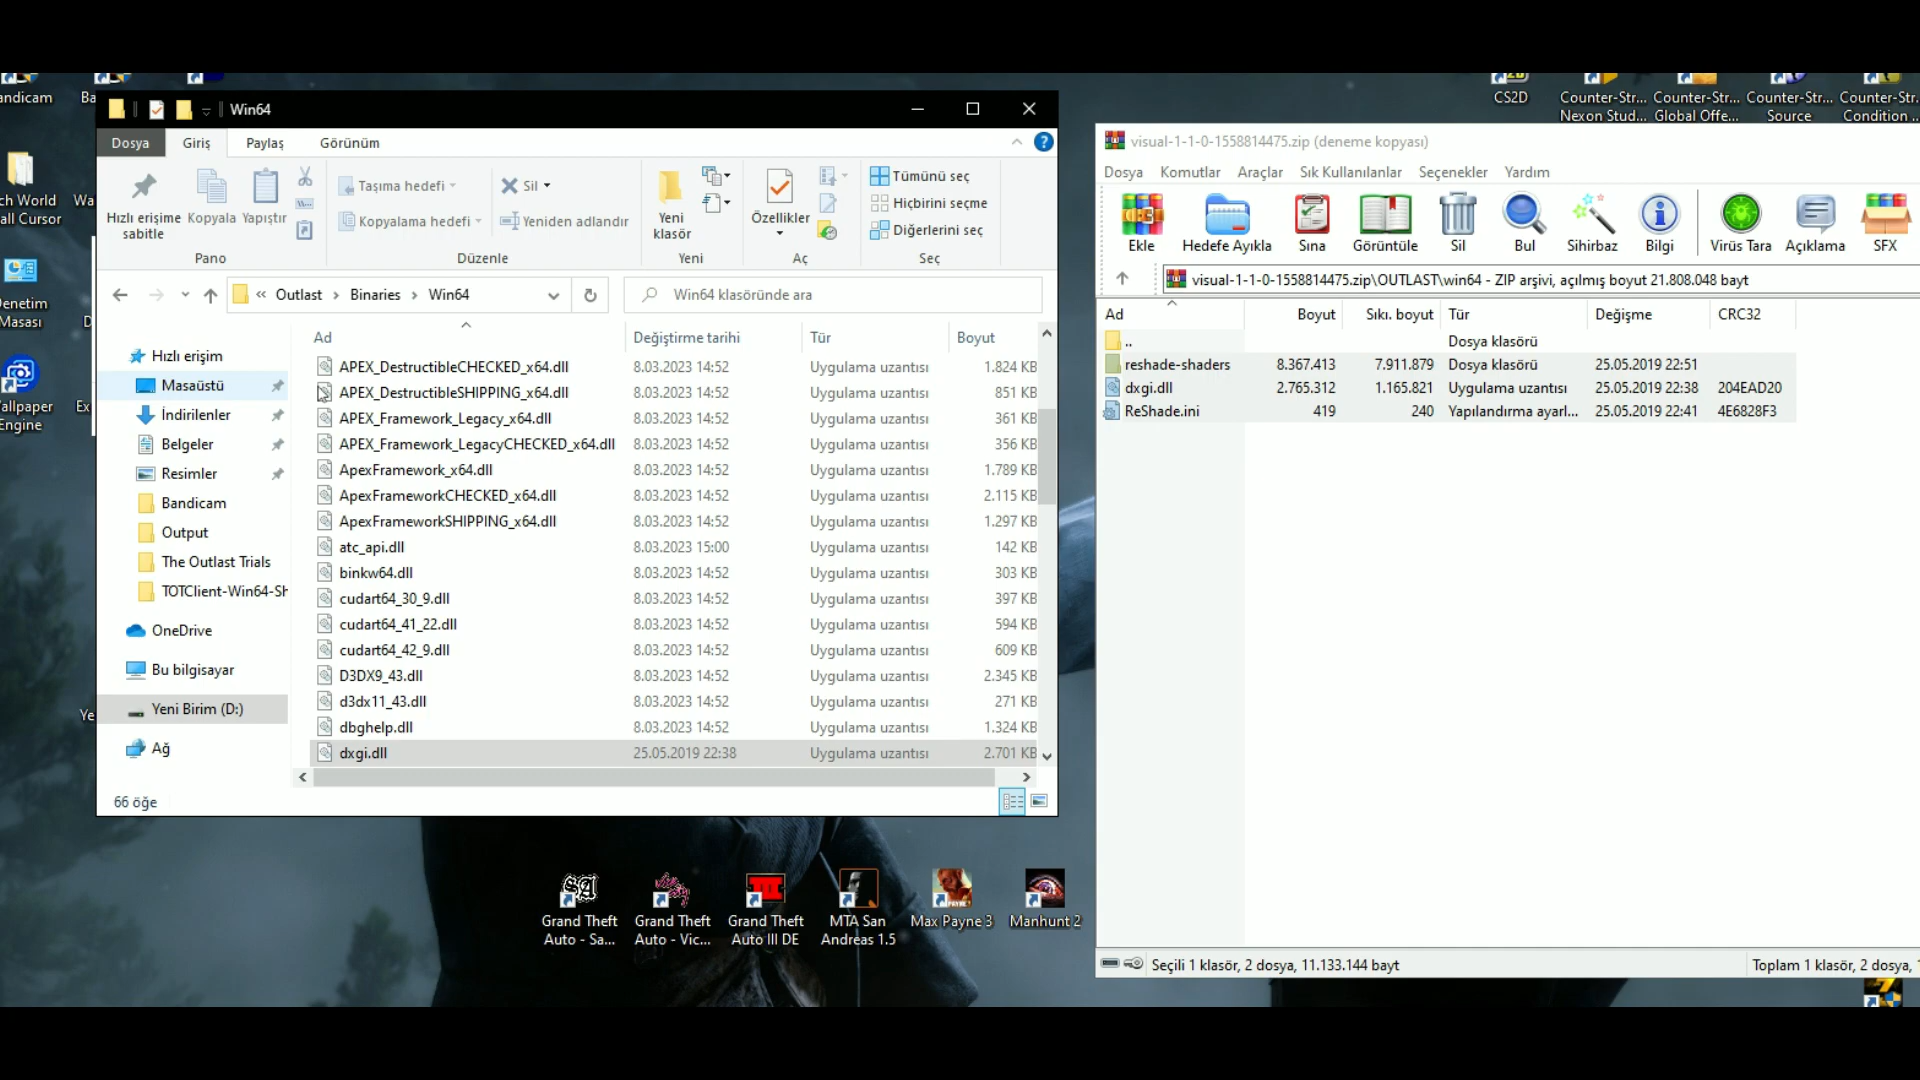 andicam
Ba
CS2D
Counter-Str...
Nexon Stud...
Counter-Str...
Global Offe...
Counter-Str...
Source
Counter-Str.
Condition ..
Win64
Dosya
Giriş
Paylaş
Görünüm
Hızlı erişime
sabitle
Kopyala
Yapıştır
Pano
Taşıma hedefi
Kopyalama hedefi
Sil
Yeniden adlandır
Düzenle
Yeni
klasör
Yeni
Özellikler
Aç
Tümünü seç
Hiçbirini seçme
Diğerlerini seç
Seç
« Outlast > Binaries > Win64
Win64 klasöründe ara
Hızlı erişim
Masaüstü
İndirilenler
Belgeler
Resimler
Bandicam
Output
The Outlast Trials
TOTClient-Win64-Sh
OneDrive
Bu bilgisayar
Yeni Birim (D:)
Ağ
Ad Değiştirme tarihi Tür Boyut
APEX_DestructibleCHECKED_x64.dll 8.03.2023 14:52 Uygulama uzantısı 1.824 KB
APEX_DestructibleSHIPPING_x64.dll 8.03.2023 14:52 Uygulama uzantısı 851 KB
APEX_Framework_Legacy_x64.dll 8.03.2023 14:52 Uygulama uzantısı 361 KB
APEX_Framework_LegacyCHECKED_x64.dll 8.03.2023 14:52 Uygulama uzantısı 356 KB
ApexFramework_x64.dll 8.03.2023 14:52 Uygulama uzantısı 1.789 KB
ApexFrameworkCHECKED_x64.dll 8.03.2023 14:52 Uygulama uzantısı 2.115 KB
ApexFrameworkSHIPPING_x64.dll 8.03.2023 14:52 Uygulama uzantısı 1.297 KB
atc_api.dll 8.03.2023 15:00 Uygulama uzantısı 142 KB
binkw64.dll 8.03.2023 14:52 Uygulama uzantısı 303 KB
cudart64_30_9.dll 8.03.2023 14:52 Uygulama uzantısı 397 KB
cudart64_41_22.dll 8.03.2023 14:52 Uygulama uzantısı 594 KB
cudart64_42_9.dll 8.03.2023 14:52 Uygulama uzantısı 609 KB
D3DX9_43.dll 8.03.2023 14:52 Uygulama uzantısı 2.345 KB
d3dx11_43.dll 8.03.2023 14:52 Uygulama uzantısı 271 KB
dbghelp.dll 8.03.2023 14:52 Uygulama uzantısı 1.324 KB
dxgi.dll 25.05.2019 22:38 Uygulama uzantısı 2.701 KB
66 öğe
visual-1-1-0-1558814475.zip (deneme kopyası)
Dosya Komutlar Araçlar Sık Kullanılanlar Seçenekler Yardım
Ekle Hedefe Ayıkla Sına Görüntüle Sil Bul Sihirbaz Bilgi Virüs Tara Açıklama SFX
visual-1-1-0-1558814475.zip\OUTLAST\win64 - ZIP arşivi, açılmış boyut 21.808.048 bayt
Ad Boyut Sıkı. boyut Tür Değişme CRC32
.. Dosya klasörü
reshade-shaders 8.367.413 7.911.879 Dosya klasörü 25.05.2019 22:51
dxgi.dll 2.765.312 1.165.821 Uygulama uzantısı 25.05.2019 22:38 204EAD20
ReShade.ini 419 240 Yapılandırma ayarl... 25.05.2019 22:41 4E6828F3
Seçili 1 klasör, 2 dosya, 11.133.144 bayt
Toplam 1 klasör, 2 dosya,
ch World
all Cursor
Wa
enetim
Masası
D
allpaper
Engine
Ex
Ye
Grand Theft
Auto - Sa...
Grand Theft
Auto - Vic...
Grand Theft
Auto III DE
MTA San
Andreas 1.5
Max Payne 3
Manhunt 2